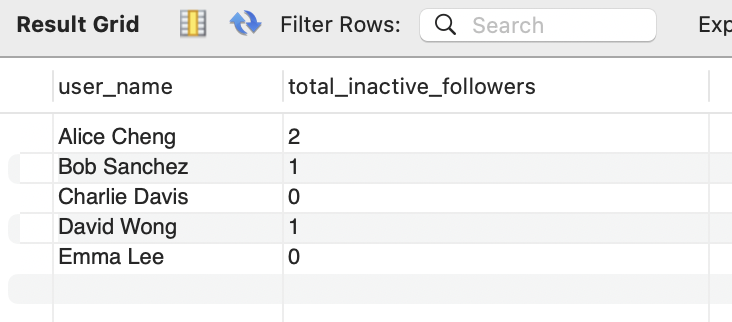 Result Grid Filter Rows: Search Exp
user_name total_inactive_followers
Alice Cheng 2
Bob Sanchez 1
Charlie Davis 0
David Wong 1
Emma Lee 0